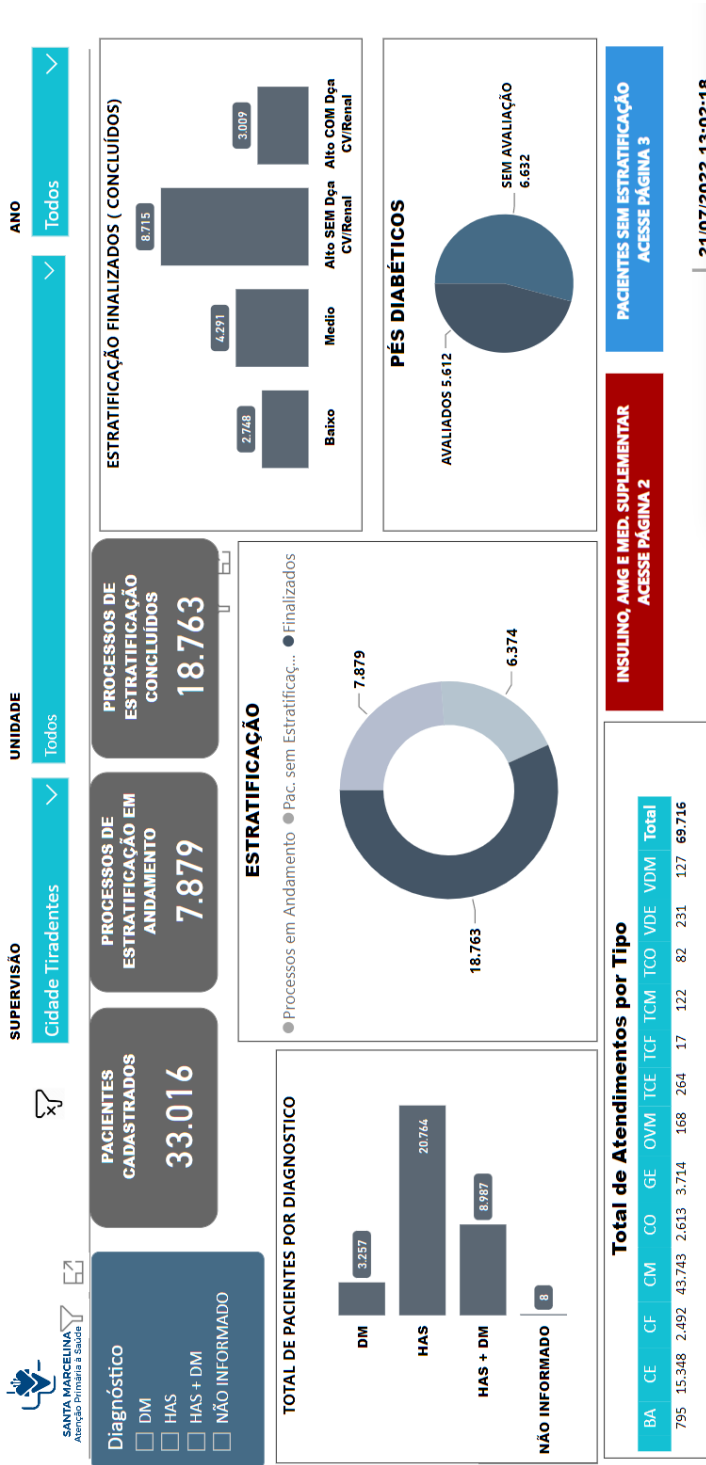 SANTA MARCELINA
Atenção Primária à Saúde
SUPERVISÃO
Cidade Tiradentes
UNIDADE
Todos
ANO
Todos
Diagnóstico
DM
HAS
HAS + DM
NÃO INFORMADO
PACIENTES
CADASTRADOS
33.016
PROCESSOS DE
ESTRATIFICAÇÃO EM
ANDAMENTO
7.879
PROCESSOS DE
ESTRATIFICAÇÃO
CONCLUÍDOS
18.763
ESTRATIFICAÇÃO FINALIZADOS ( CONCLUÍDOS)
2.748
4.291
8.715
3.009
Baixo
Medio
Alto SEM Dça
CV/Renal
Alto COM Dça
CV/Renal
TOTAL DE PACIENTES POR DIAGNOSTICO
DM
3.257
HAS
20.764
HAS + DM
8.987
NÃO INFORMADO
8
ESTRATIFICAÇÃO
Processos em Andamento Pac. sem Estratificaç... Finalizados
7.879
6.374
18.763
PÉS DIABÉTICOS
AVALIADOS 5.612
SEM AVALIAÇÃO
6.632
Total de Atendimentos por Tipo
BA CE CF CM CO GE OVM TCE TCF TCM TCO VDE VDM Total
795 15.348 2.492 43.743 2.613 3.714 168 264 17 122 82 231 127 69.716
INSULINO, AMG E MED. SUPLEMENTAR
ACESSE PÁGINA 2
PACIENTES SEM ESTRATIFICAÇÃO
ACESSE PÁGINA 3